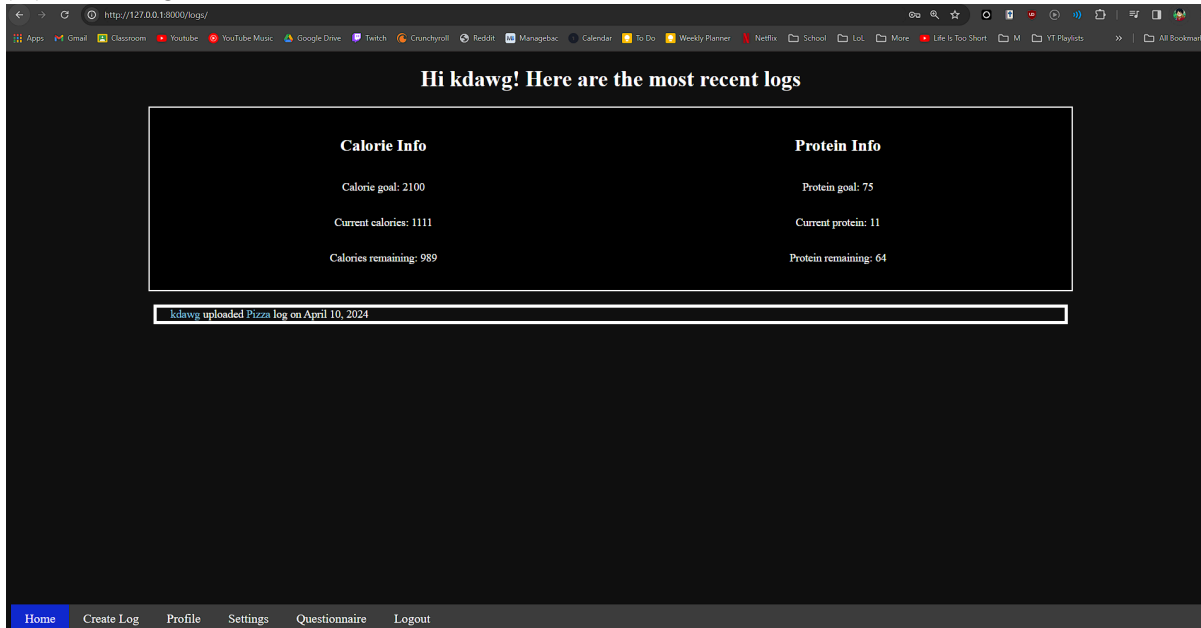 http://127.0.0.1:8000/logs/
Apps Gmail Classroom Youtube YouTube Music Google Drive Twitch Crunchyroll Reddit Managebac Calendar To Do Weekly Planner Netflix School LoL More Life Is Too Short M YT Playlists » All Bookmar
Hi kdawg! Here are the most recent logs
Calorie Info Protein Info
Calorie goal: 2100 Protein goal: 75
Current calories: 1111 Current protein: 11
Calories remaining: 989 Protein remaining: 64
kdawg uploaded Pizza log on April 10, 2024
Home Create Log Profile Settings Questionnaire Logout